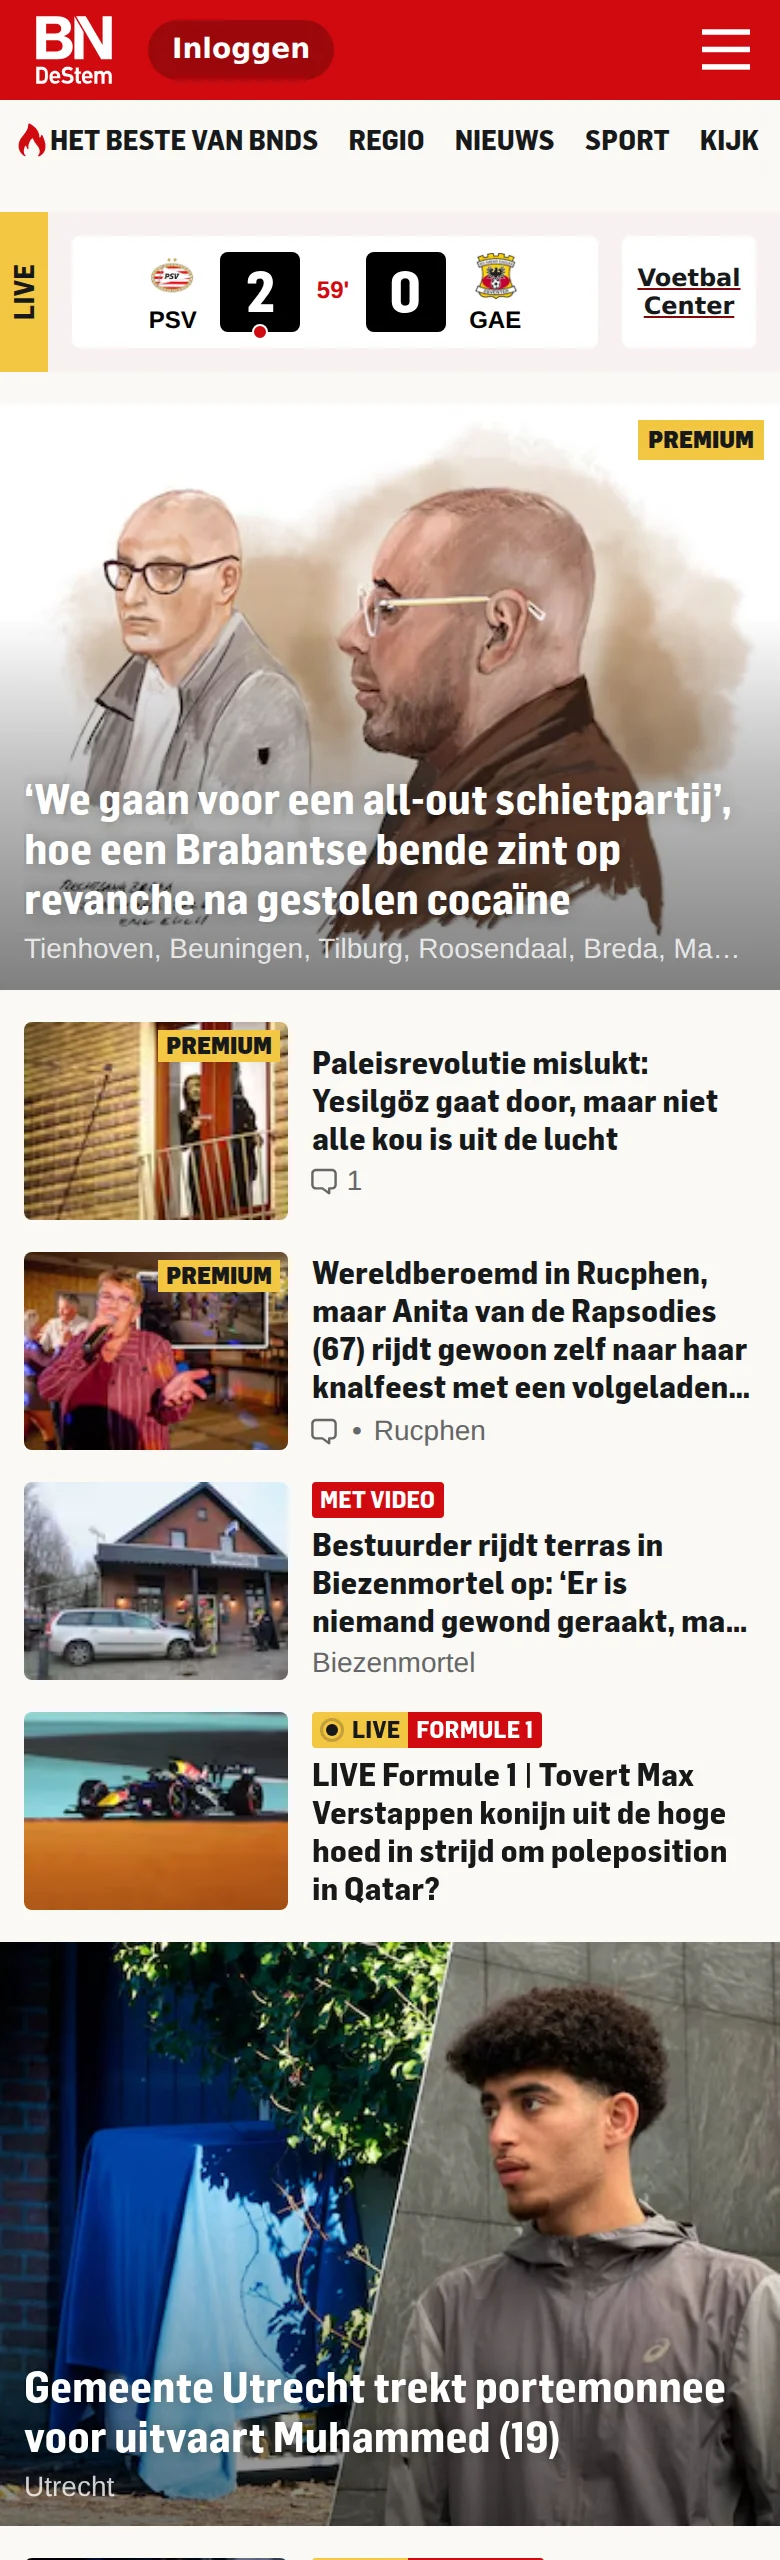 BN
DeStem
Inloggen
HET BESTE VAN BNDS REGIO NIEUWS SPORT KIJK
LIVE
PSV
2
59'
0
GAE
Voetbal
Center
PREMIUM
‘We gaan voor een all-out schietpartij’,
hoe een Brabantse bende zint op
revanche na gestolen cocaïne
Tienhoven, Beuningen, Tilburg, Roosendaal, Breda, Ma…
PREMIUM
Paleisrevolutie mislukt:
Yesilgöz gaat door, maar niet
alle kou is uit de lucht
1
PREMIUM
Wereldberoemd in Rucphen,
maar Anita van de Rapsodies
(67) rijdt gewoon zelf naar haar
knalfeest met een volgeladen...
• Rucphen
MET VIDEO
Bestuurder rijdt terras in
Biezenmortel op: ‘Er is
niemand gewond geraakt, ma...
Biezenmortel
LIVE FORMULE 1
LIVE Formule 1 | Tovert Max
Verstappen konijn uit de hoge
hoed in strijd om poleposition
in Qatar?
Gemeente Utrecht trekt portemonnee
voor uitvaart Muhammed (19)
Utrecht